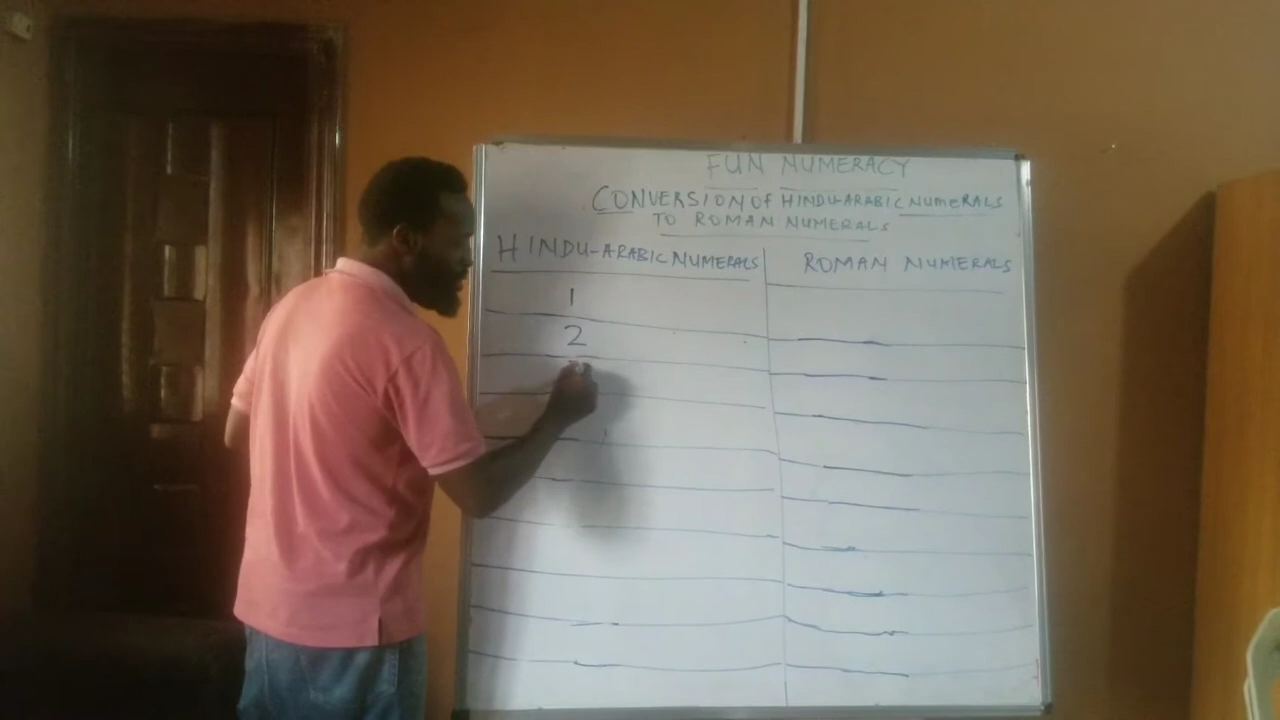 FUN NUMERACY
CONVERSION OF HINDU-ARABIC NUMERALS
TO ROMAN NUMERALS
HINDU-ARABIC NUMERALS
ROMAN NUMERALS
1
2